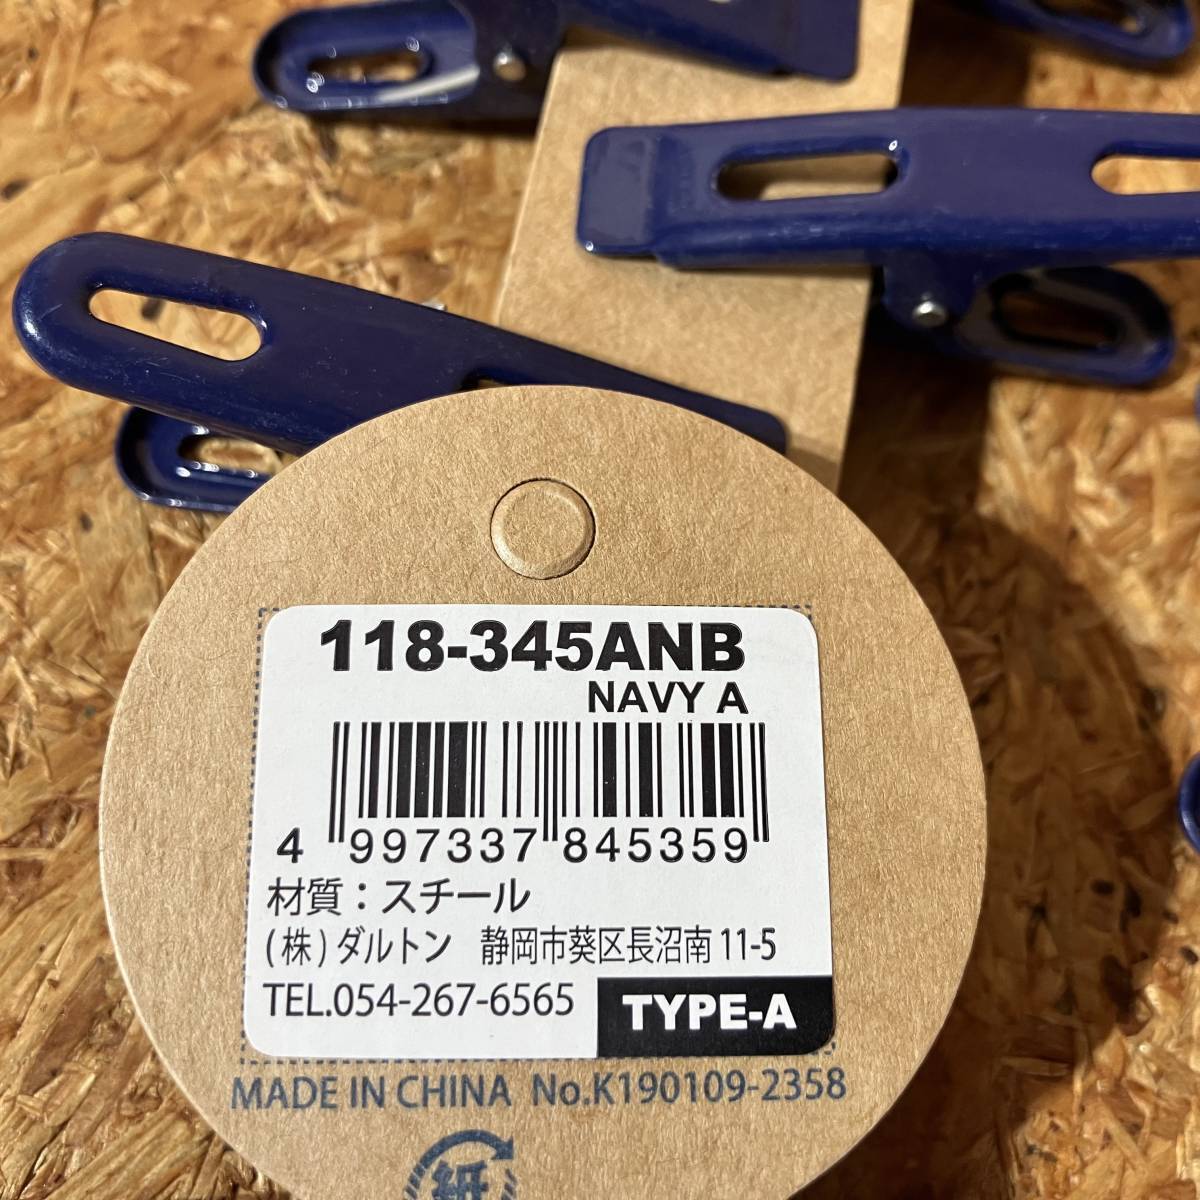 118-345ANB
NAVY A
4 997337 845359
材質：スチール
(株)ダルトン　静岡市葵区長沼南 11-5
TEL.054-267-6565
TYPE-A
MADE IN CHINA No.K190109-2358
紙